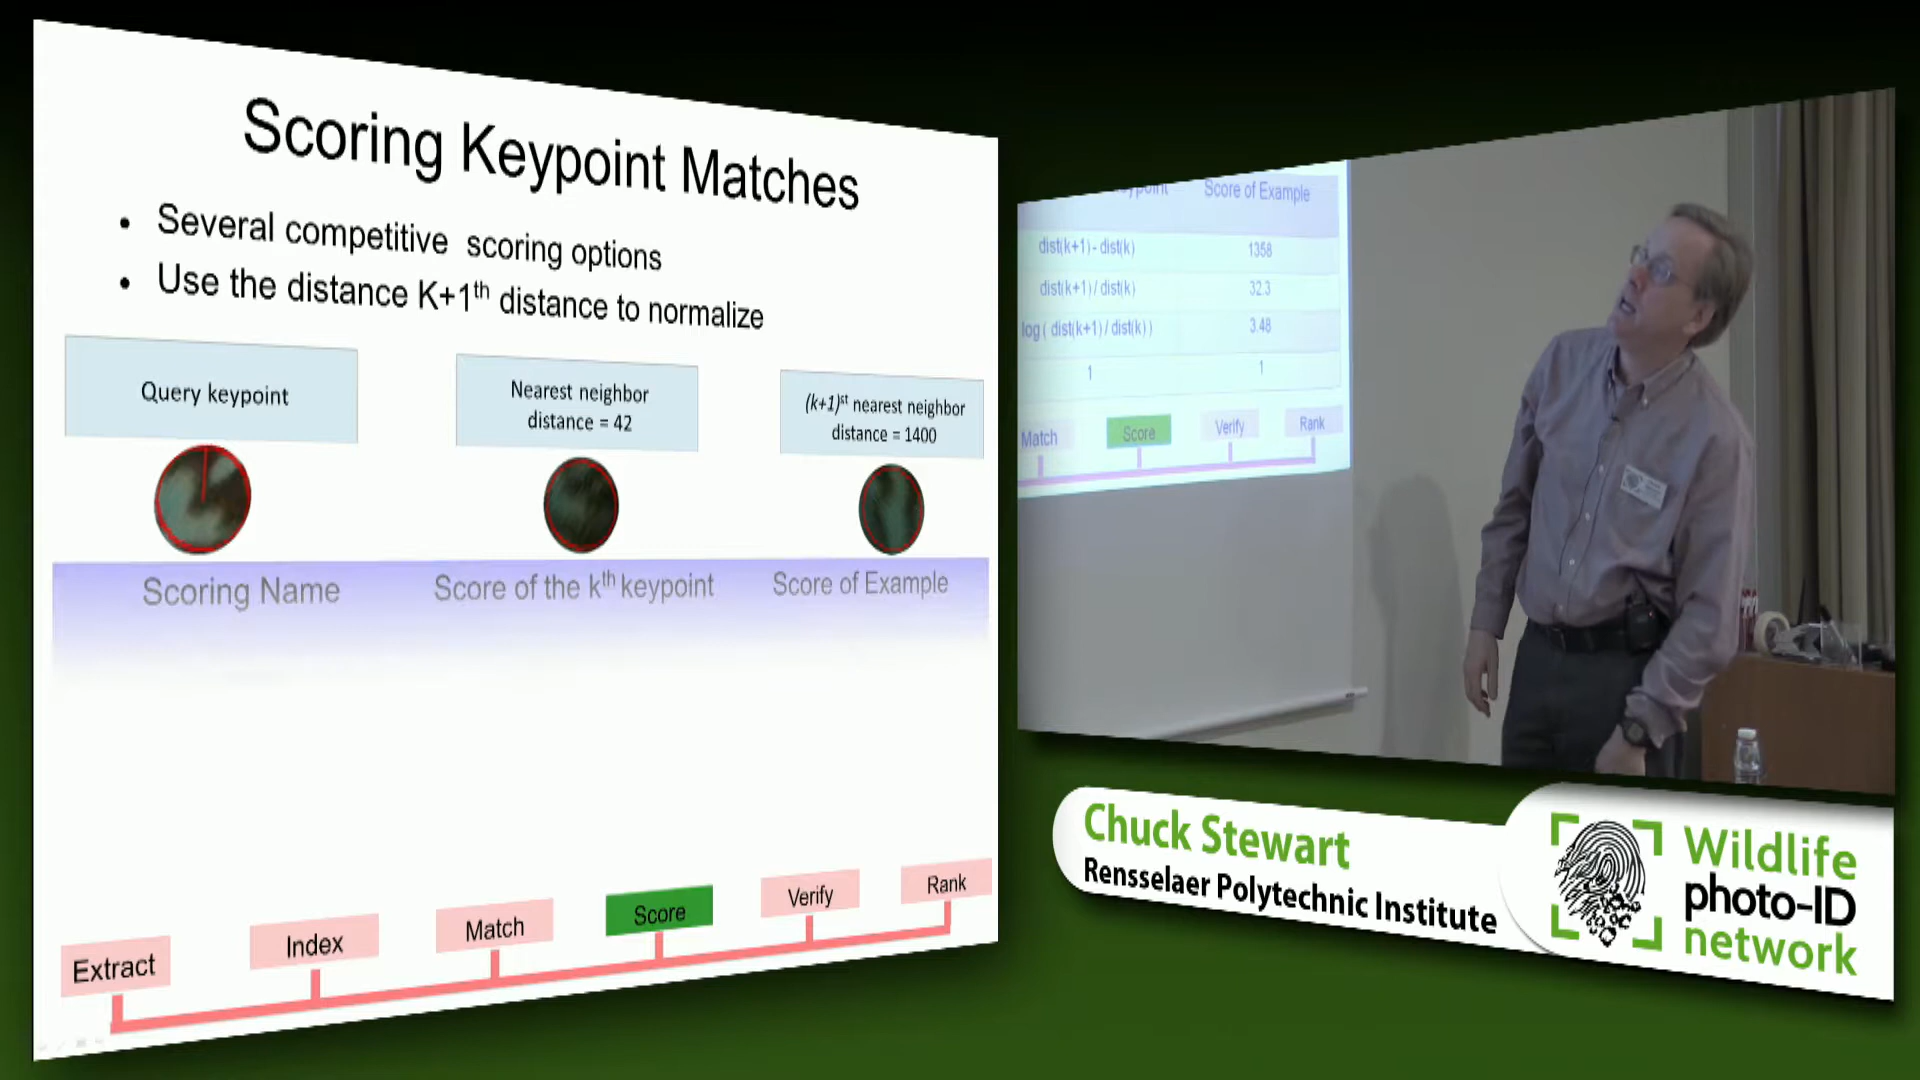 Scoring Keypoint Matches
• Several competitive scoring options
• Use the distance K+1th distance to normalize
Query keypoint
Nearest neighbor
distance = 42
(k+1)st nearest neighbor
distance = 1400
Scoring Name
Score of the kth keypoint
Score of Example
Extract
Index
Match
Score
Verify
Rank
Score of Example
dist(k+1) - dist(k)
1358
dist(k+1) / dist(k)
32.3
log ( dist(k+1) / dist(k) )
3.48
1
1
Match
Score
Verify
Rank
Chuck Stewart
Rensselaer Polytechnic Institute
Wildlife
photo-ID
network